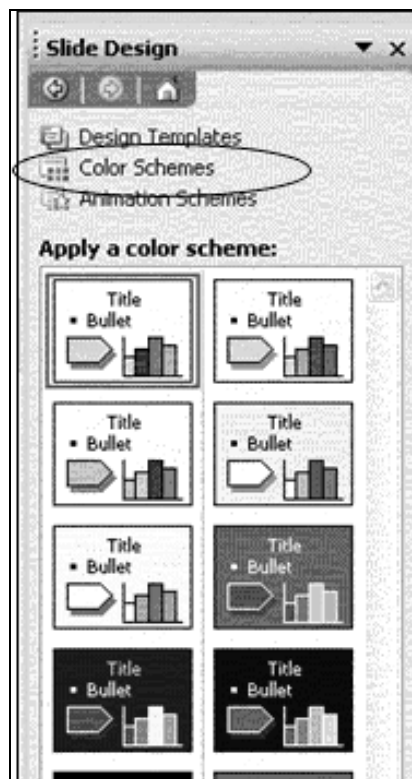 Slide Design
Design Templates
Color Schemes
Animation Schemes
Apply a color scheme:
Title
• Bullet
Title
• Bullet
Title
• Bullet
Title
• Bullet
Title
• Bullet
Title
• Bullet
Title
• Bullet
Title
• Bullet